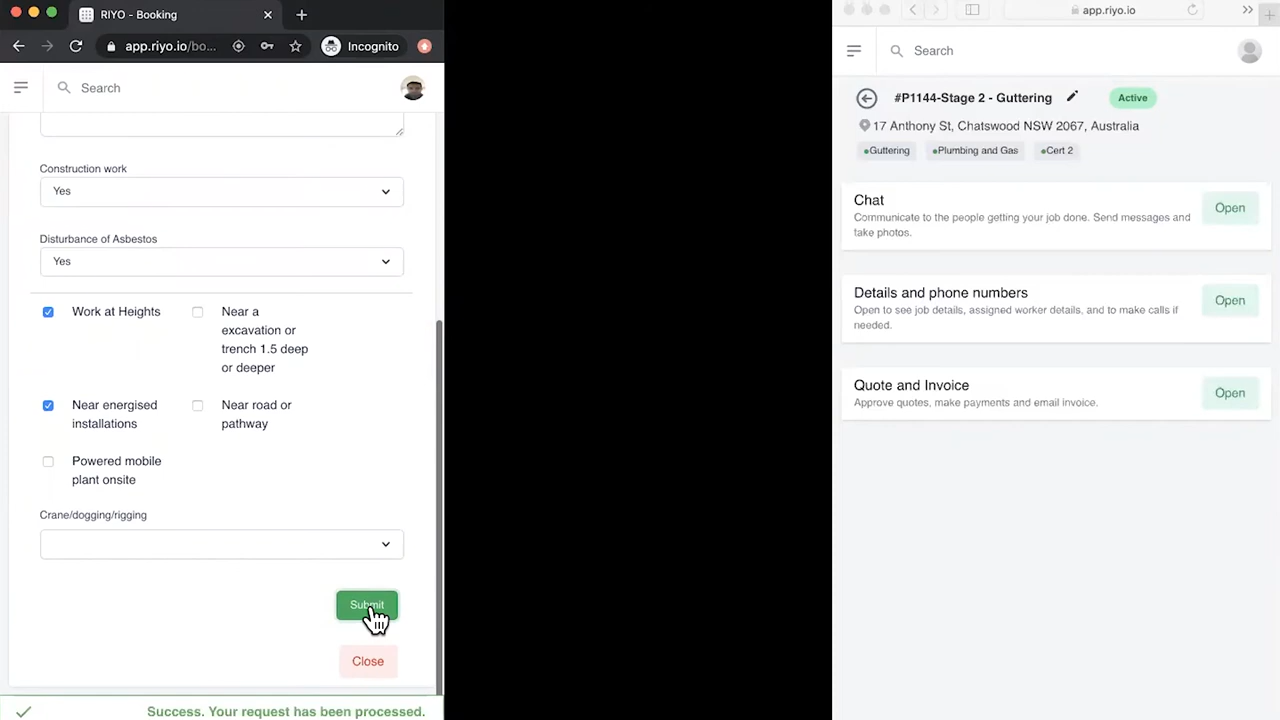 RIYO - Booking
app.riyo.io/bo...
Incognito
Search
Construction work
Yes
Disturbance of Asbestos
Yes
Work at Heights
Near a
excavation or
trench 1.5 deep
or deeper
Near energised
installations
Near road or
pathway
Powered mobile
plant onsite
Crane/dogging/rigging
Submit
Close
Success. Your request has been processed.
app.riyo.io
Search
#P1144-Stage 2 - Guttering
Active
17 Anthony St, Chatswood NSW 2067, Australia
Guttering
Plumbing and Gas
Cert 2
Chat
Communicate to the people getting your job done. Send messages and
take photos.
Open
Details and phone numbers
Open to see job details, assigned worker details, and to make calls if
needed.
Open
Quote and Invoice
Approve quotes, make payments and email invoice.
Open